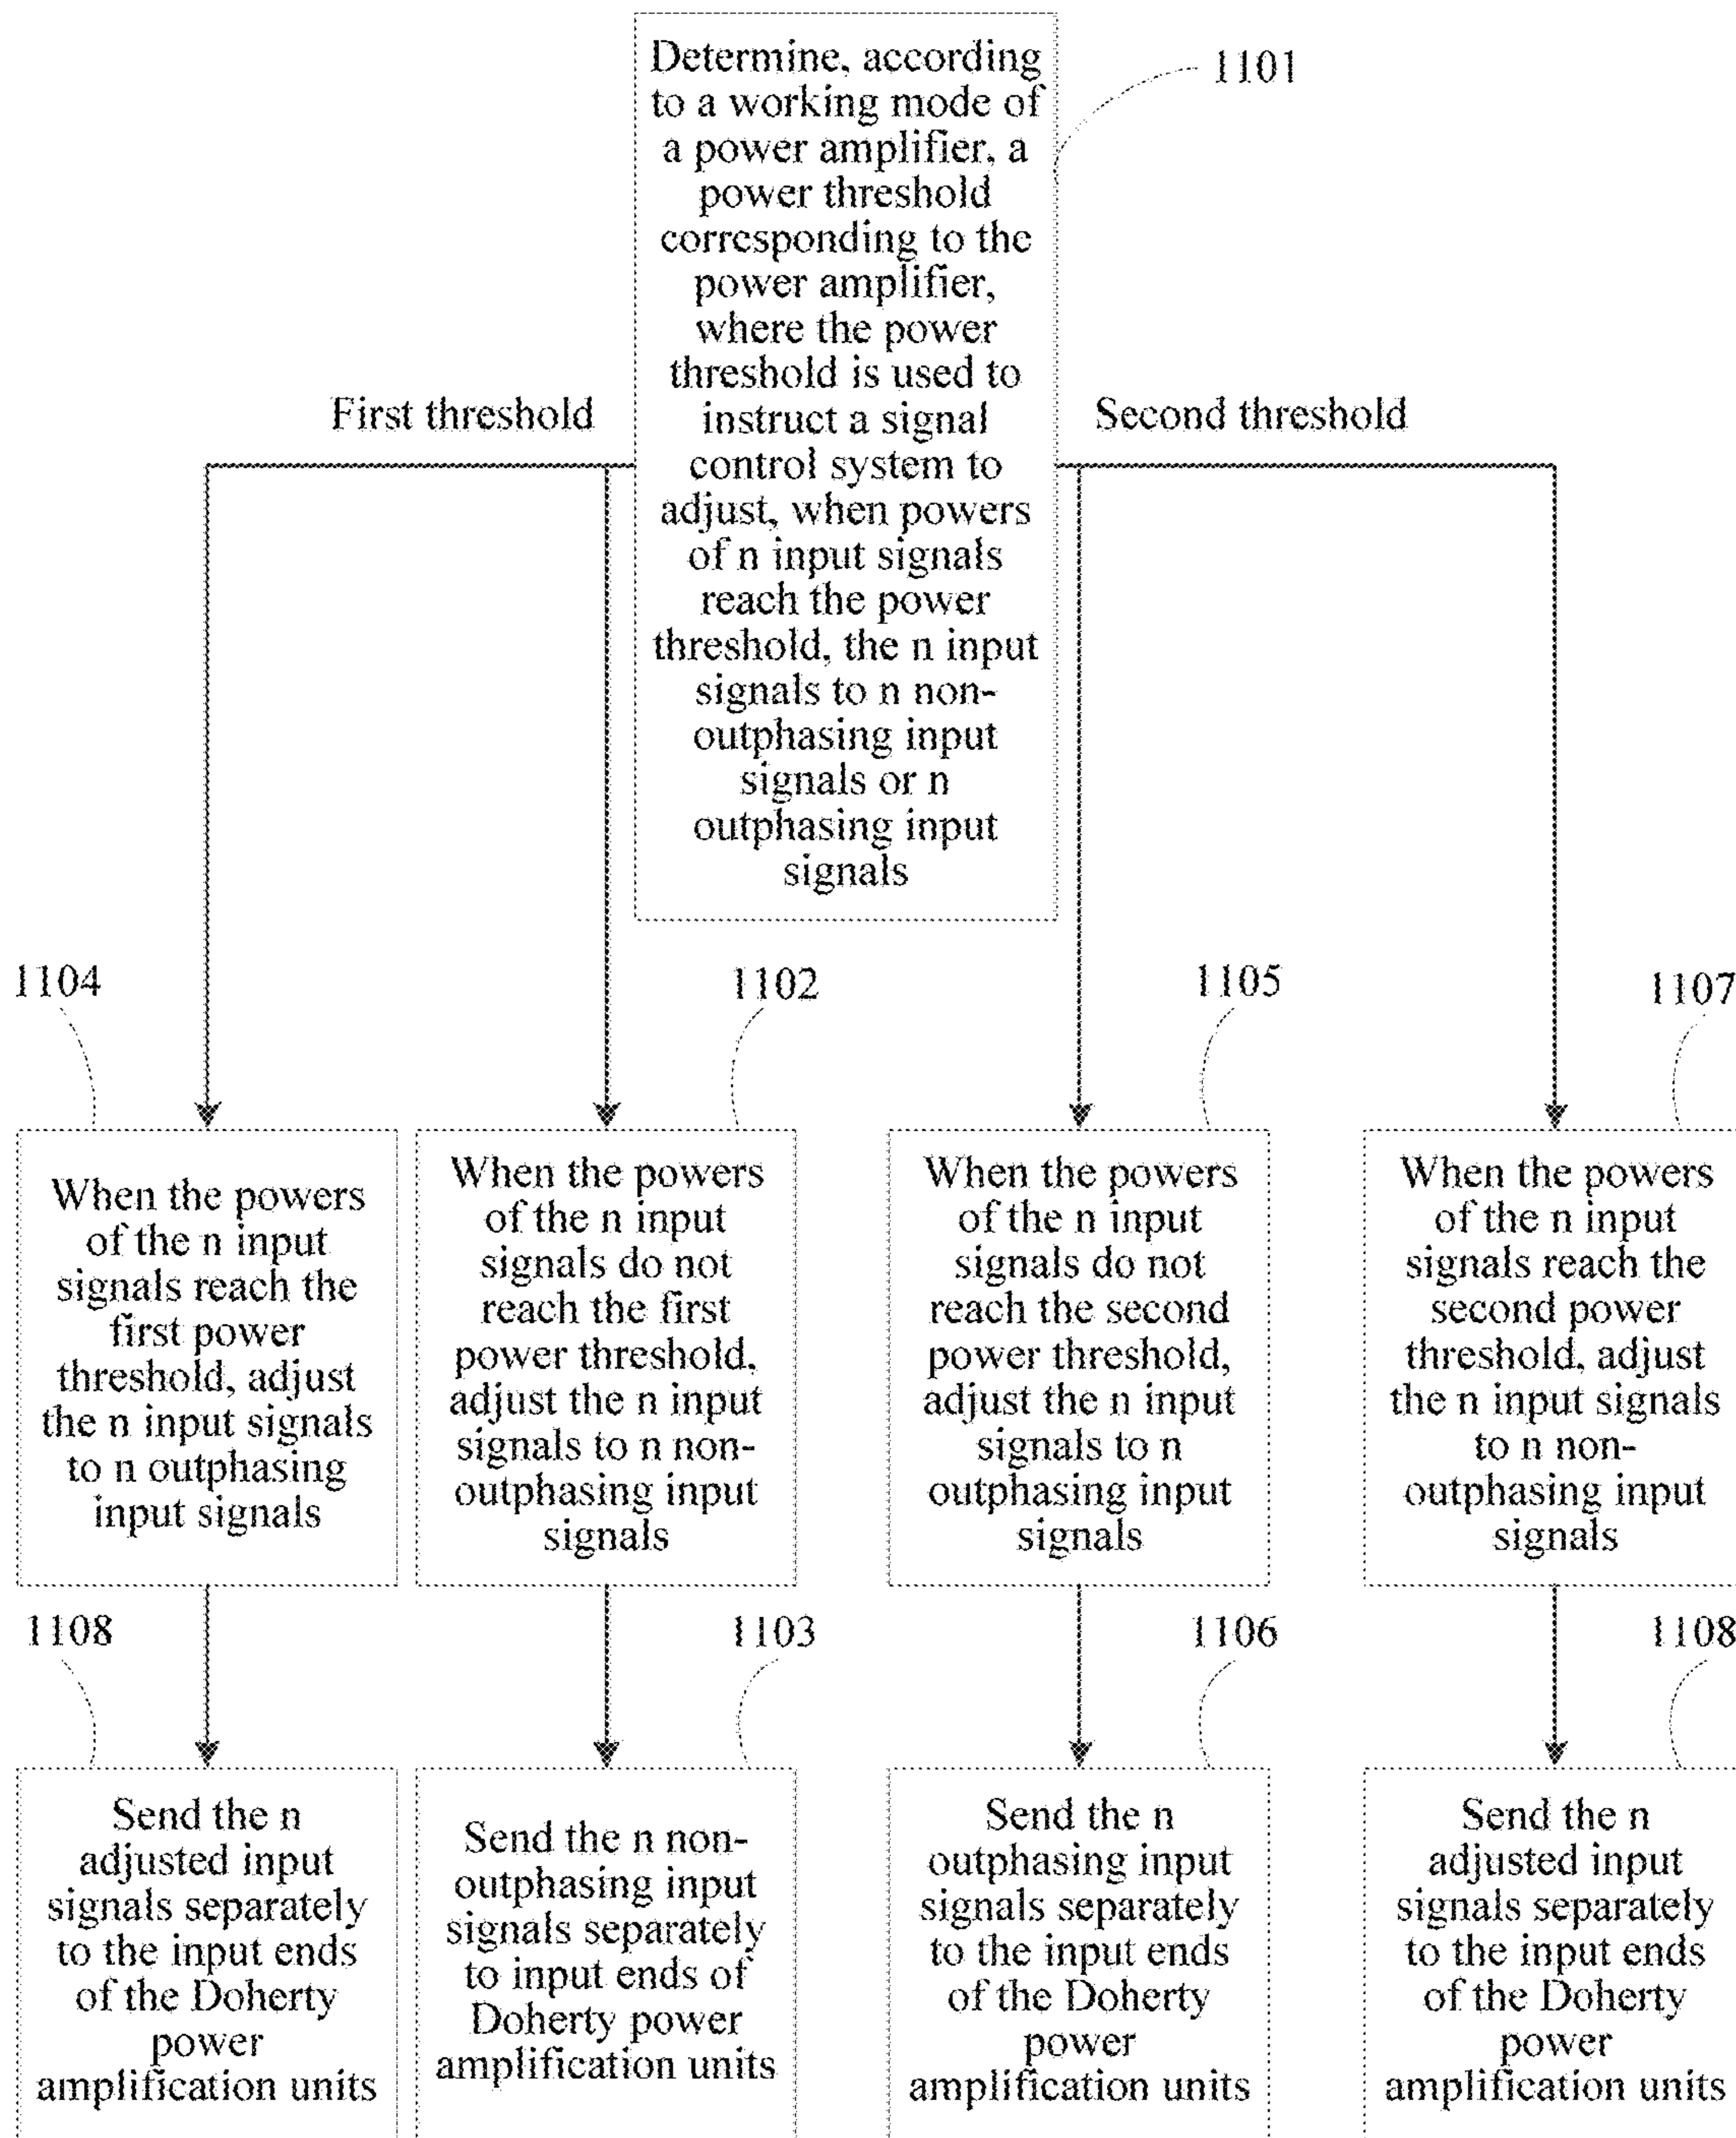 Determine, according
to a working mode of
a power amplifier, a
power threshold
corresponding to the
power amplifier,
where the power
threshold is used to
instruct a signal
control system to
adjust, when powers
of n input signals
reach the power
threshold, the n input
signals to n non-
outphasing input
signals or n
outphasing input
signals
1101
First threshold
Second threshold
1104
When the powers
of the n input
signals reach the
first power
threshold, adjust
the n input signals
to n outphasing
input signals
1102
When the powers
of the n input
signals do not
reach the first
power threshold,
adjust the n input
signals to n non-
outphasing input
signals
1105
When the powers
of the n input
signals do not
reach the second
power threshold,
adjust the n input
signals to n
outphasing input
signals
1107
When the powers
of the n input
signals reach the
second power
threshold, adjust
the n input signals
to n non-
outphasing input
signals
1108
Send the n
adjusted input
signals separately
to the input ends
of the Doherty
power
amplification units
1103
Send the n non-
outphasing input
signals separately
to input ends of
Doherty power
amplification units
1106
Send the n
outphasing input
signals separately
to the input ends
of the Doherty
power
amplification units
1108
Send the n
adjusted input
signals separately
to the input ends
of the Doherty
power
amplification units